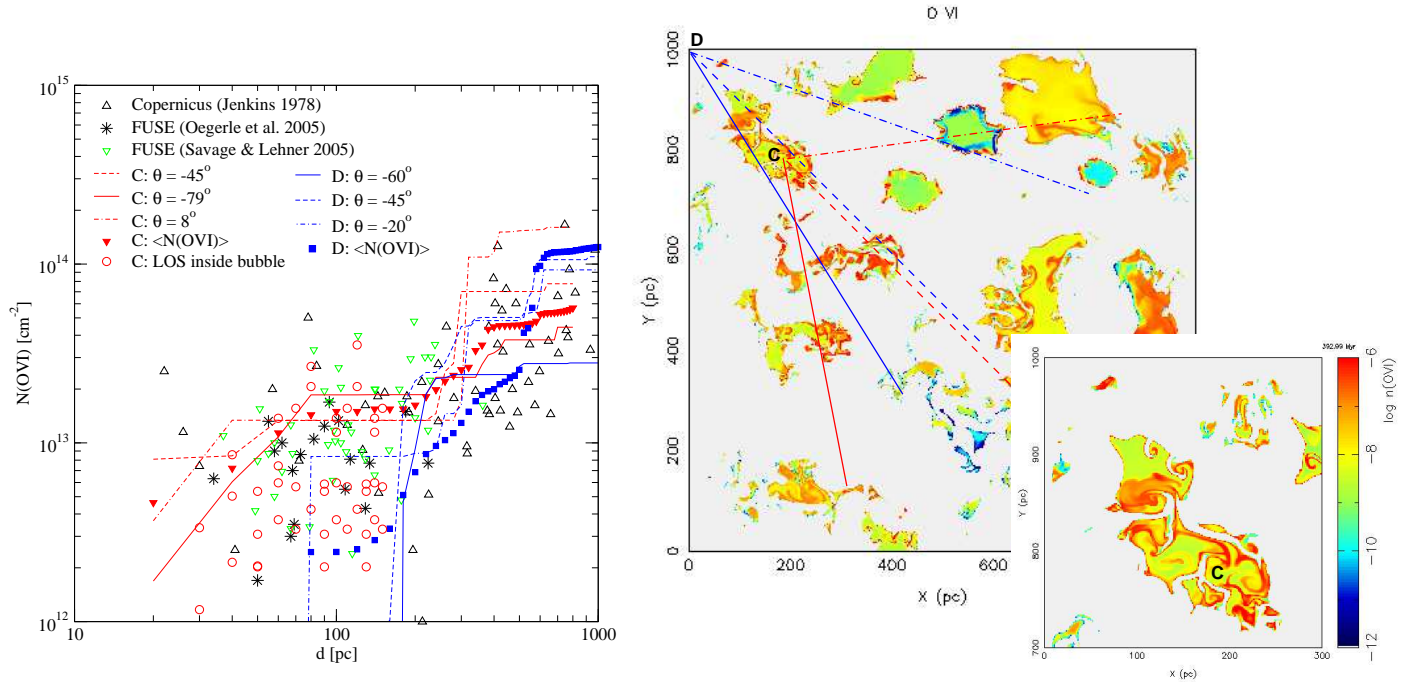 10^15
10^14
10^13
10^12
N(OVI) [cm^-2]
Copernicus (Jenkins 1978)
FUSE (Oegerle et al. 2005)
FUSE (Savage & Lehner 2005)
C: θ = -45°
C: θ = -79°
C: θ = 8°
C: <N(OVI)>
C: LOS inside bubble
D: θ = -60°
D: θ = -45°
D: θ = -20°
D: <N(OVI)>
10
100
1000
d [pc]
O VI
D
C
1000
800
600
400
200
0
Y (pc)
0
200
400
600
X (pc)
392.99 Myr
1000
900
800
700
Y (pc)
C
0
100
200
300
X (pc)
-6
-8
-10
-12
log n(OVI)